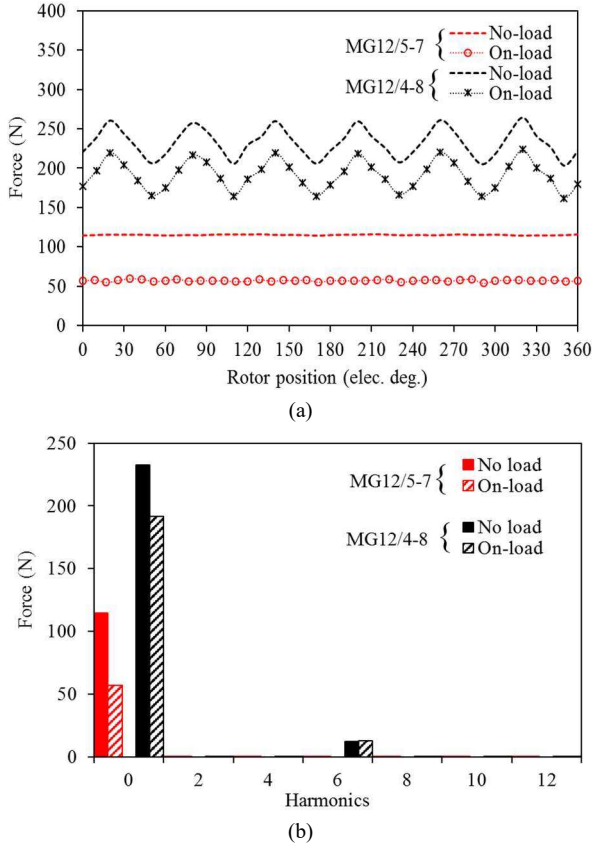 400
350
300
250
200
150
100
50
0
Force (N)
MG12/5-7 { No-load
On-load
MG12/4-8 { No-load
On-load
0 30 60 90 120 150 180 210 240 270 300 330 360
Rotor position (elec. deg.)
(a)
250
200
150
100
50
0
Force (N)
MG12/5-7 { No load
On-load
MG12/4-8 { No load
On-load
0 2 4 6 8 10 12
Harmonics
(b)